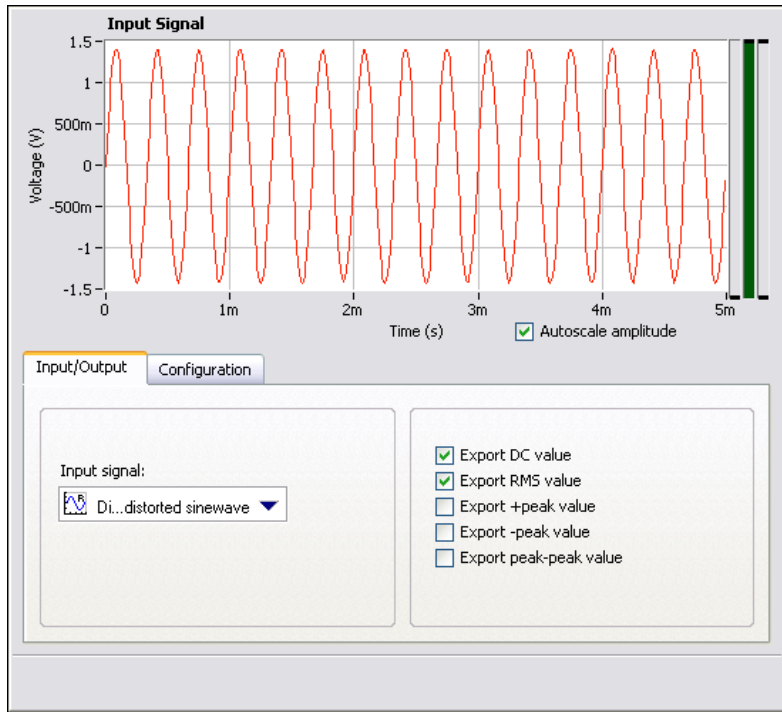 Input Signal
1.5
1
500m
0
-500m
-1
-1.5
Voltage (V)
0
1m
2m
3m
4m
5m
Time (s)
Autoscale amplitude
Input/Output
Configuration
Input signal:
R
Di...distorted sinewave
Export DC value
Export RMS value
Export +peak value
Export -peak value
Export peak-peak value